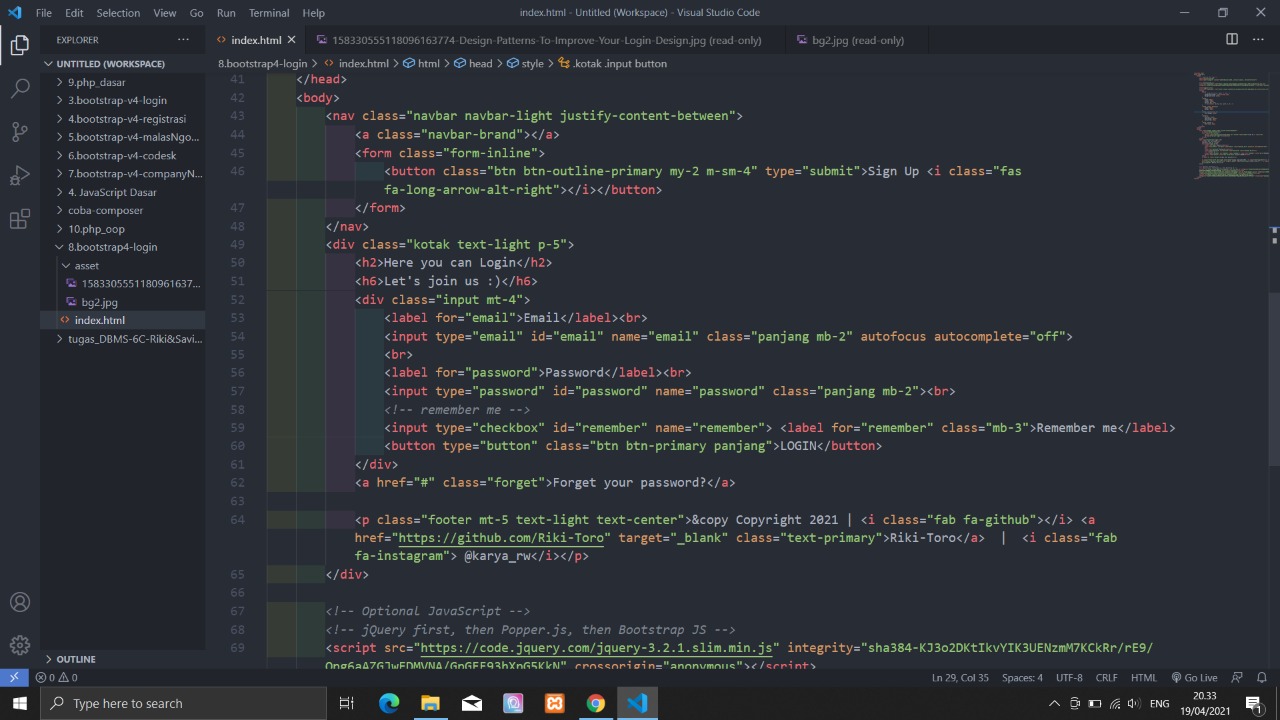 File Edit Selection View Go Run Terminal Help index.html - Untitled (Workspace) - Visual Studio Code
EXPLORER ···
index.html
158330555118096163774-Design-Patterns-To-Improve-Your-Login-Design.jpg (read-only)
bg2.jpg (read-only)
UNTITLED (WORKSPACE)
9.php_dasar
3.bootstrap-v4-login
4.bootstrap-v4-registrasi
5.bootstrap-v4-malasNgo...
6.bootstrap-v4-codesk
7.bootstrap-v4-companyN...
4. JavaScript Dasar
coba-composer
10.php_oop
8.bootstrap4-login
asset
1583305551180961637...
bg2.jpg
index.html
tugas_DBMS-6C-Riki&Savi...
OUTLINE
8.bootstrap4-login > index.html > html > head > style > .kotak .input button
41 </head>
42 <body>
43 <nav class="navbar navbar-light justify-content-between">
44 <a class="navbar-brand"></a>
45 <form class="form-inline">
46 <button class="btn btn-outline-primary my-2 m-sm-4" type="submit">Sign Up <i class="fas
fa-long-arrow-alt-right"></i></button>
47 </form>
48 </nav>
49 <div class="kotak text-light p-5">
50 <h2>Here you can Login</h2>
51 <h6>Let's join us :)</h6>
52 <div class="input mt-4">
53 <label for="email">Email</label><br>
54 <input type="email" id="email" name="email" class="panjang mb-2" autofocus autocomplete="off">
55 <br>
56 <label for="password">Password</label><br>
57 <input type="password" id="password" name="password" class="panjang mb-2"><br>
58 <!-- remember me -->
59 <input type="checkbox" id="remember" name="remember"> <label for="remember" class="mb-3">Remember me</label>
60 <button type="button" class="btn btn-primary panjang">LOGIN</button>
61 </div>
62 <a href="#" class="forget">Forget your password?</a>
63
64 <p class="footer mt-5 text-light text-center">&copy Copyright 2021 | <i class="fab fa-github"></i> <a
href="https://github.com/Riki-Toro" target="_blank" class="text-primary">Riki-Toro</a> | <i class="fab
fa-instagram"> @karya_rw</i></p>
65 </div>
66
67 <!-- Optional JavaScript -->
68 <!-- jQuery first, then Popper.js, then Bootstrap JS -->
69 <script src="https://code.jquery.com/jquery-3.2.1.slim.min.js" integrity="sha384-KJ3o2DKtIkvYIK3UENzmM7KCkRr/rE9/
crossorigin="anonymous"></script>
0 0 Ln 29, Col 35 Spaces: 4 UTF-8 CRLF HTML Go Live
Type here to search
ENG
20.33
19/04/2021
1